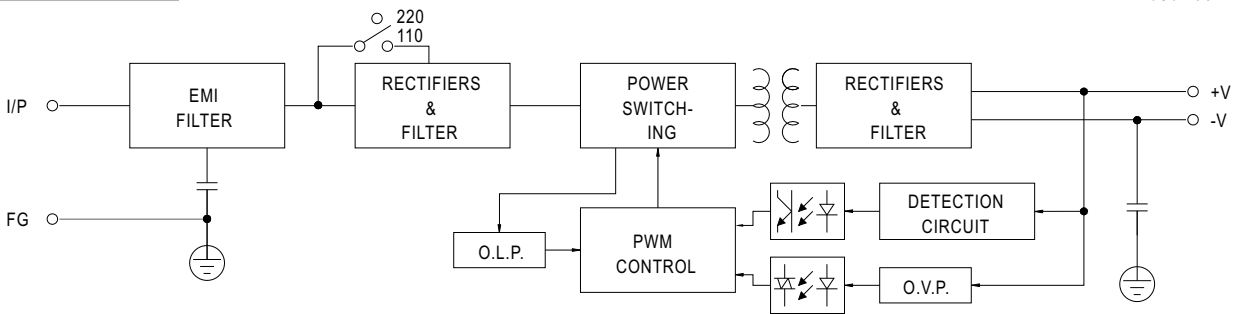 220
110
I/P
EMI
FILTER
RECTIFIERS
&
FILTER
POWER
SWITCH-
ING
RECTIFIERS
&
FILTER
+V
-V
FG
O.L.P.
PWM
CONTROL
DETECTION
CIRCUIT
O.V.P.